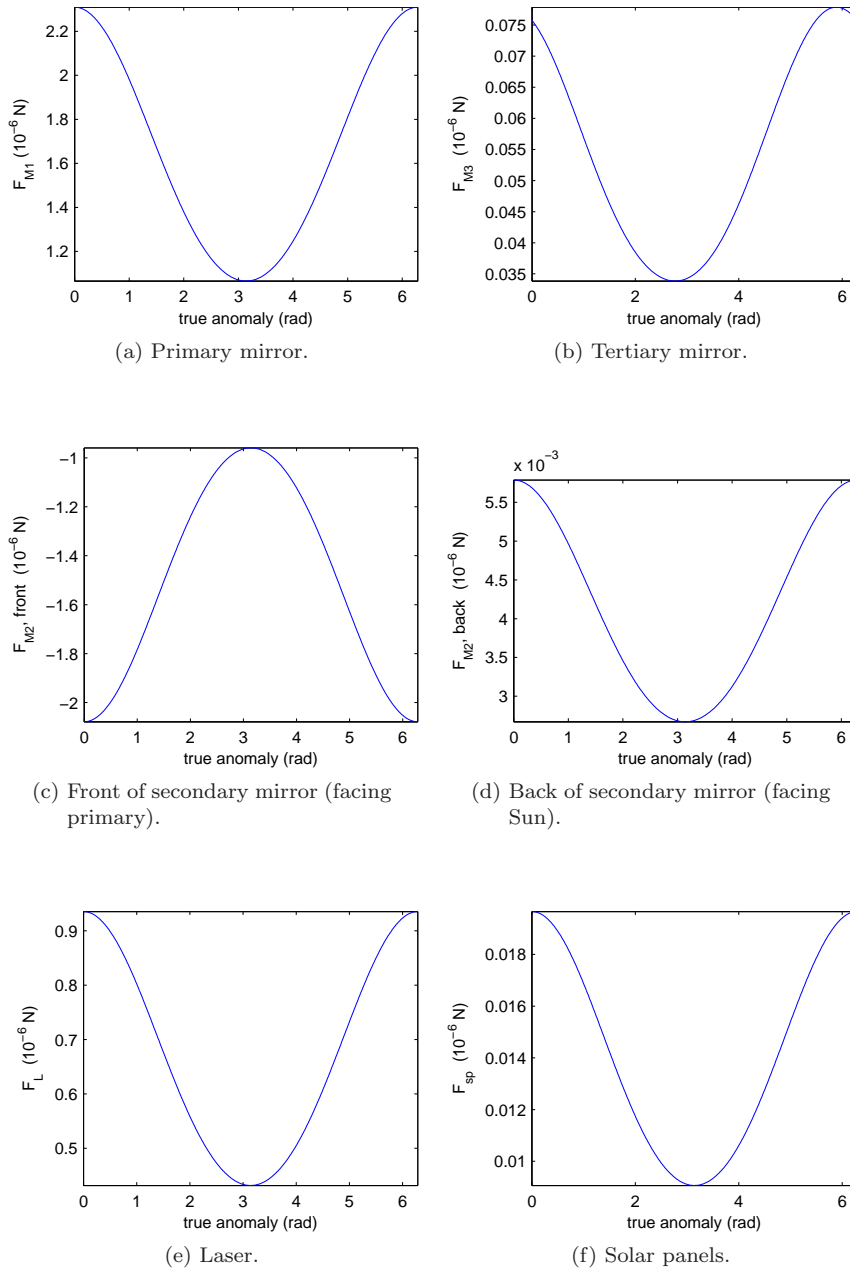 2.2
2
1.8
1.6
1.4
1.2
F_M1 (10^−6 N)
0 1 2 3 4 5 6
true anomaly (rad)
(a) Primary mirror.
0.075
0.07
0.065
0.06
0.055
0.05
0.045
0.04
0.035
F_M3 (10^−6 N)
0 2 4 6
true anomaly (rad)
(b) Tertiary mirror.
−1
−1.2
−1.4
−1.6
−1.8
−2
F_M2, front (10^−6 N)
0 1 2 3 4 5 6
true anomaly (rad)
(c) Front of secondary mirror (facing
primary).
x 10^−3
5.5
5
4.5
4
3.5
3
F_M2, back (10^−6 N)
0 1 2 3 4 5 6
true anomaly (rad)
(d) Back of secondary mirror (facing
Sun).
0.9
0.8
0.7
0.6
0.5
F_L (10^−6 N)
0 1 2 3 4 5 6
true anomaly (rad)
(e) Laser.
0.018
0.016
0.014
0.012
0.01
F_sp (10^−6 N)
0 2 4 6
true anomaly (rad)
(f) Solar panels.